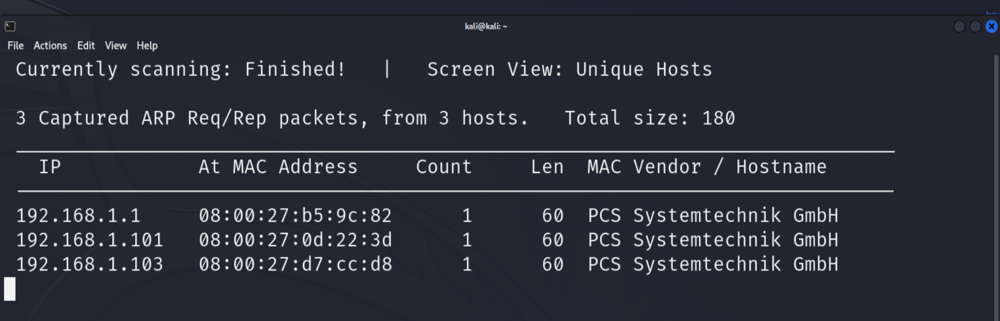 kali@kali: ~
File Actions Edit View Help
Currently scanning: Finished! | Screen View: Unique Hosts
3 Captured ARP Req/Rep packets, from 3 hosts. Total size: 180
IP At MAC Address Count Len MAC Vendor / Hostname
192.168.1.1 08:00:27:b5:9c:82 1 60 PCS Systemtechnik GmbH
192.168.1.101 08:00:27:0d:22:3d 1 60 PCS Systemtechnik GmbH
192.168.1.103 08:00:27:d7:cc:d8 1 60 PCS Systemtechnik GmbH